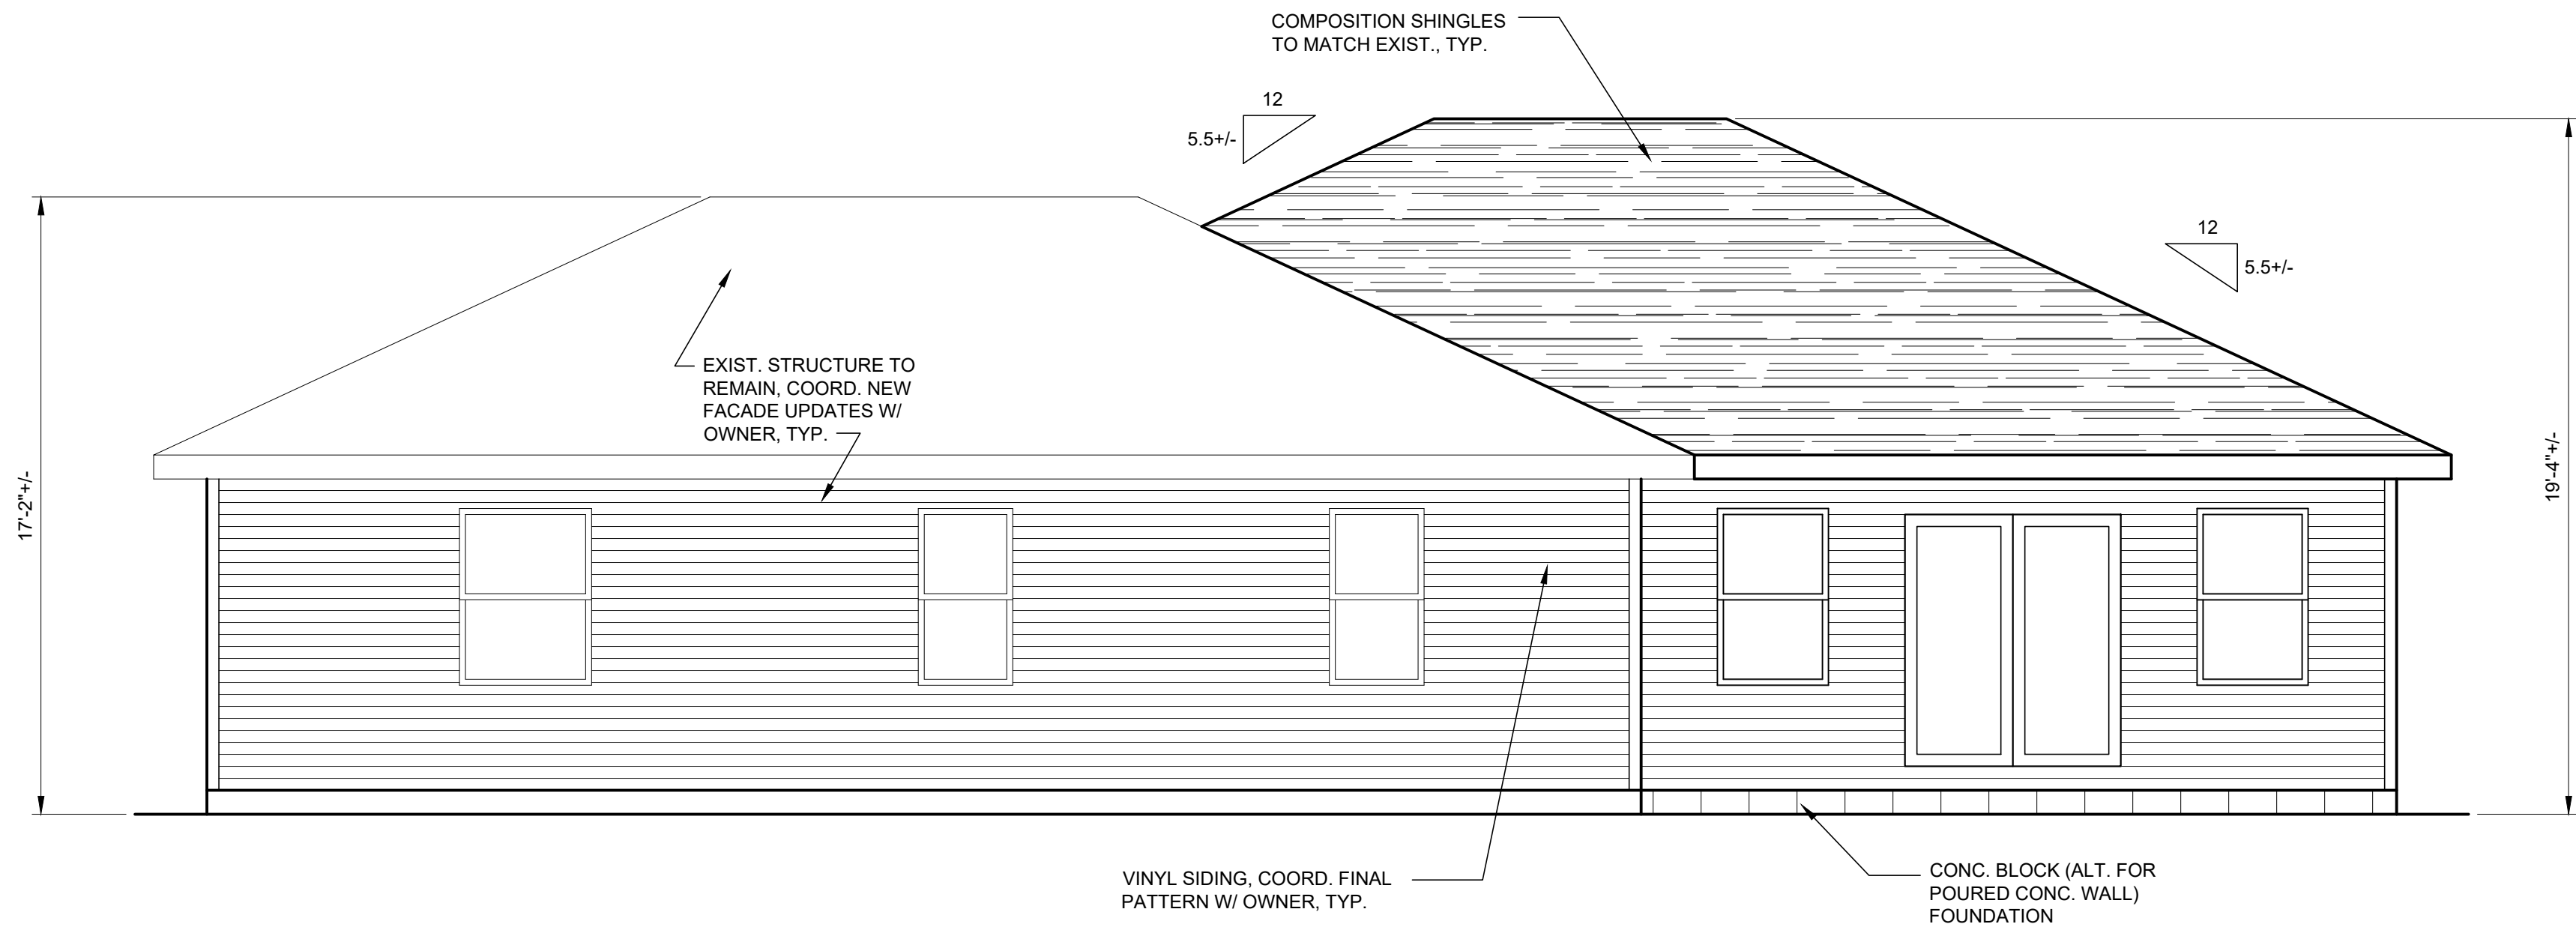 COMPOSITION SHINGLES
TO MATCH EXIST., TYP.
12
5.5+/-
12
5.5+/-
EXIST. STRUCTURE TO
REMAIN, COORD. NEW
FACADE UPDATES W/
OWNER, TYP.
17'-2"+/-
19'-4"+/-
VINYL SIDING, COORD. FINAL
PATTERN W/ OWNER, TYP.
CONC. BLOCK (ALT. FOR
POURED CONC. WALL)
FOUNDATION